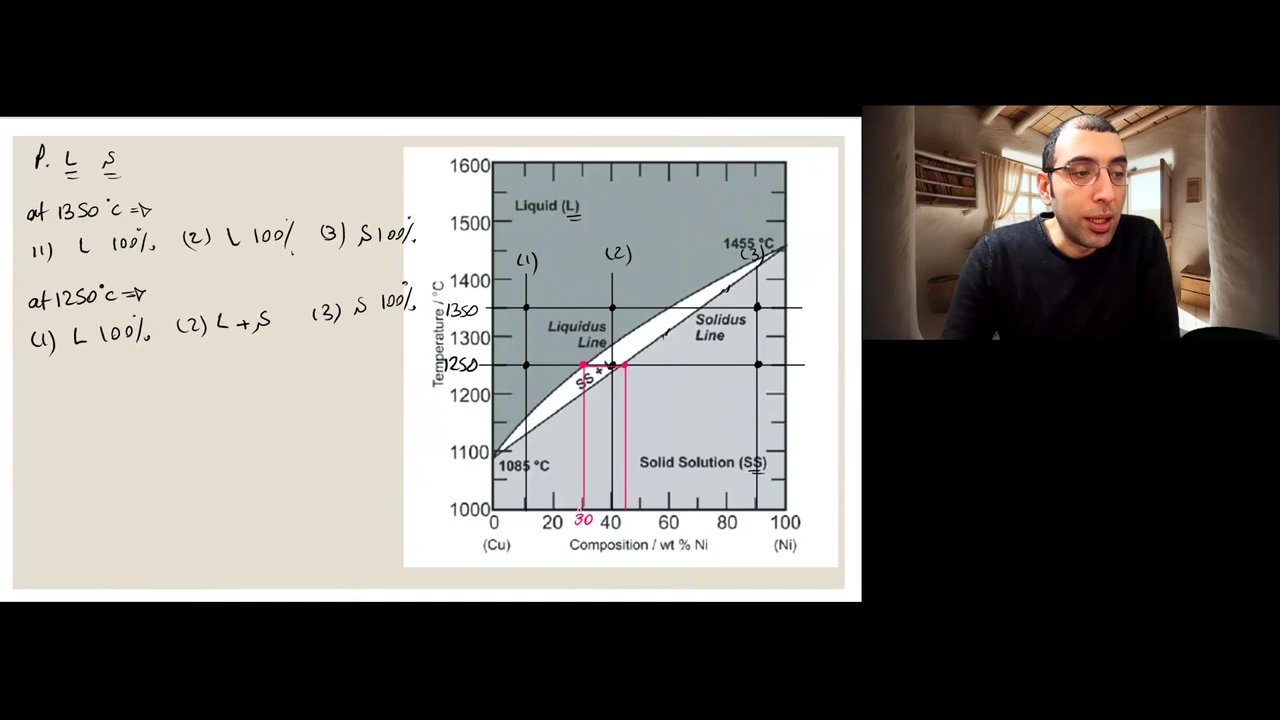 P. L S
at 1350°C ⇒
(1) L 100% (2) L 100% (3) S 100%
at 1250°C ⇒
(1) L 100% (2) L + S (3) S 100%
1600
Liquid (L)
1500
1455 °C
(1) (2) (3)
1400
Temperature / °C
1350
Liquidus Line
Solidus Line
1300
1250
SS + L
1200
1100
1085 °C
Solid Solution (SS)
1000
0 20 30 40 60 80 100
(Cu) Composition / wt % Ni (Ni)